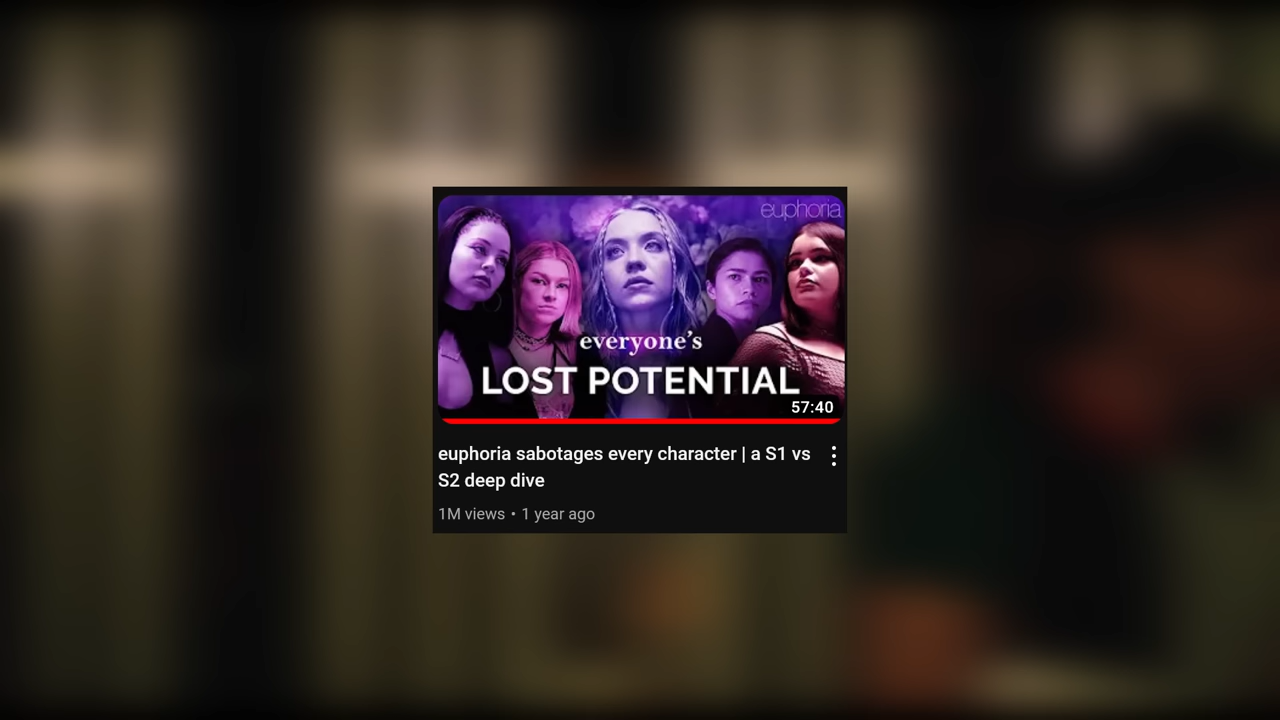 euphoria
everyone's
LOST POTENTIAL
57:40
euphoria sabotages every character | a S1 vs
S2 deep dive
1M views • 1 year ago